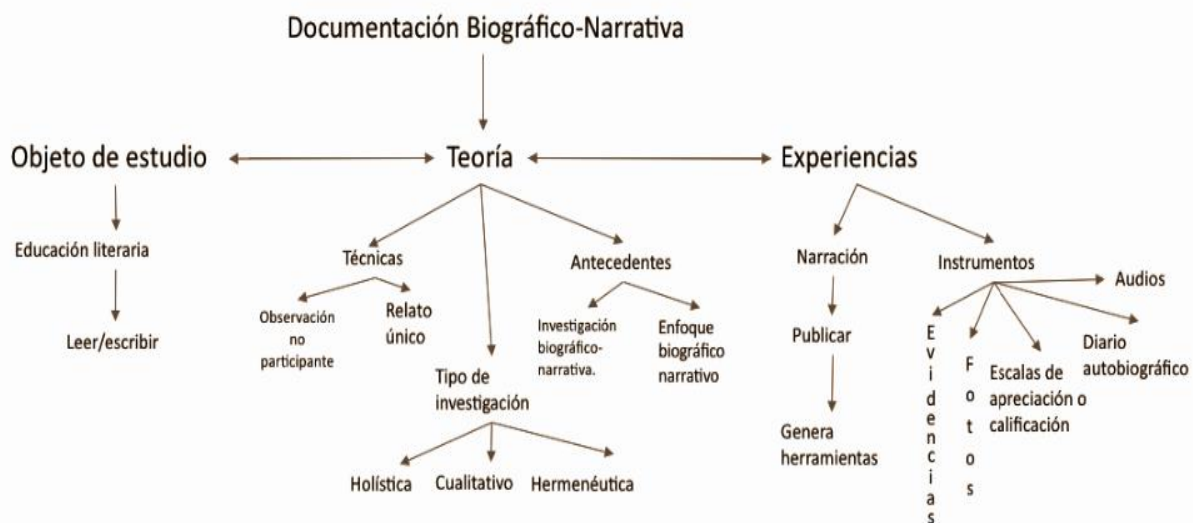 Documentación Biográfico-Narrativa
Objeto de estudio
Teoría
Experiencias
Educación literaria
Leer/escribir
Técnicas
Observación
no
participante
Relato
único
Tipo de
investigación
Holística
Cualitativo
Hermenéutica
Antecedentes
Investigación
biográfico-
narrativa.
Enfoque
biográfico
narrativo
Narración
Publicar
Genera
herramientas
Instrumentos
Evidencias
Fotos
Escalas de
apreciación o
calificación
Diario
autobiográfico
Audios